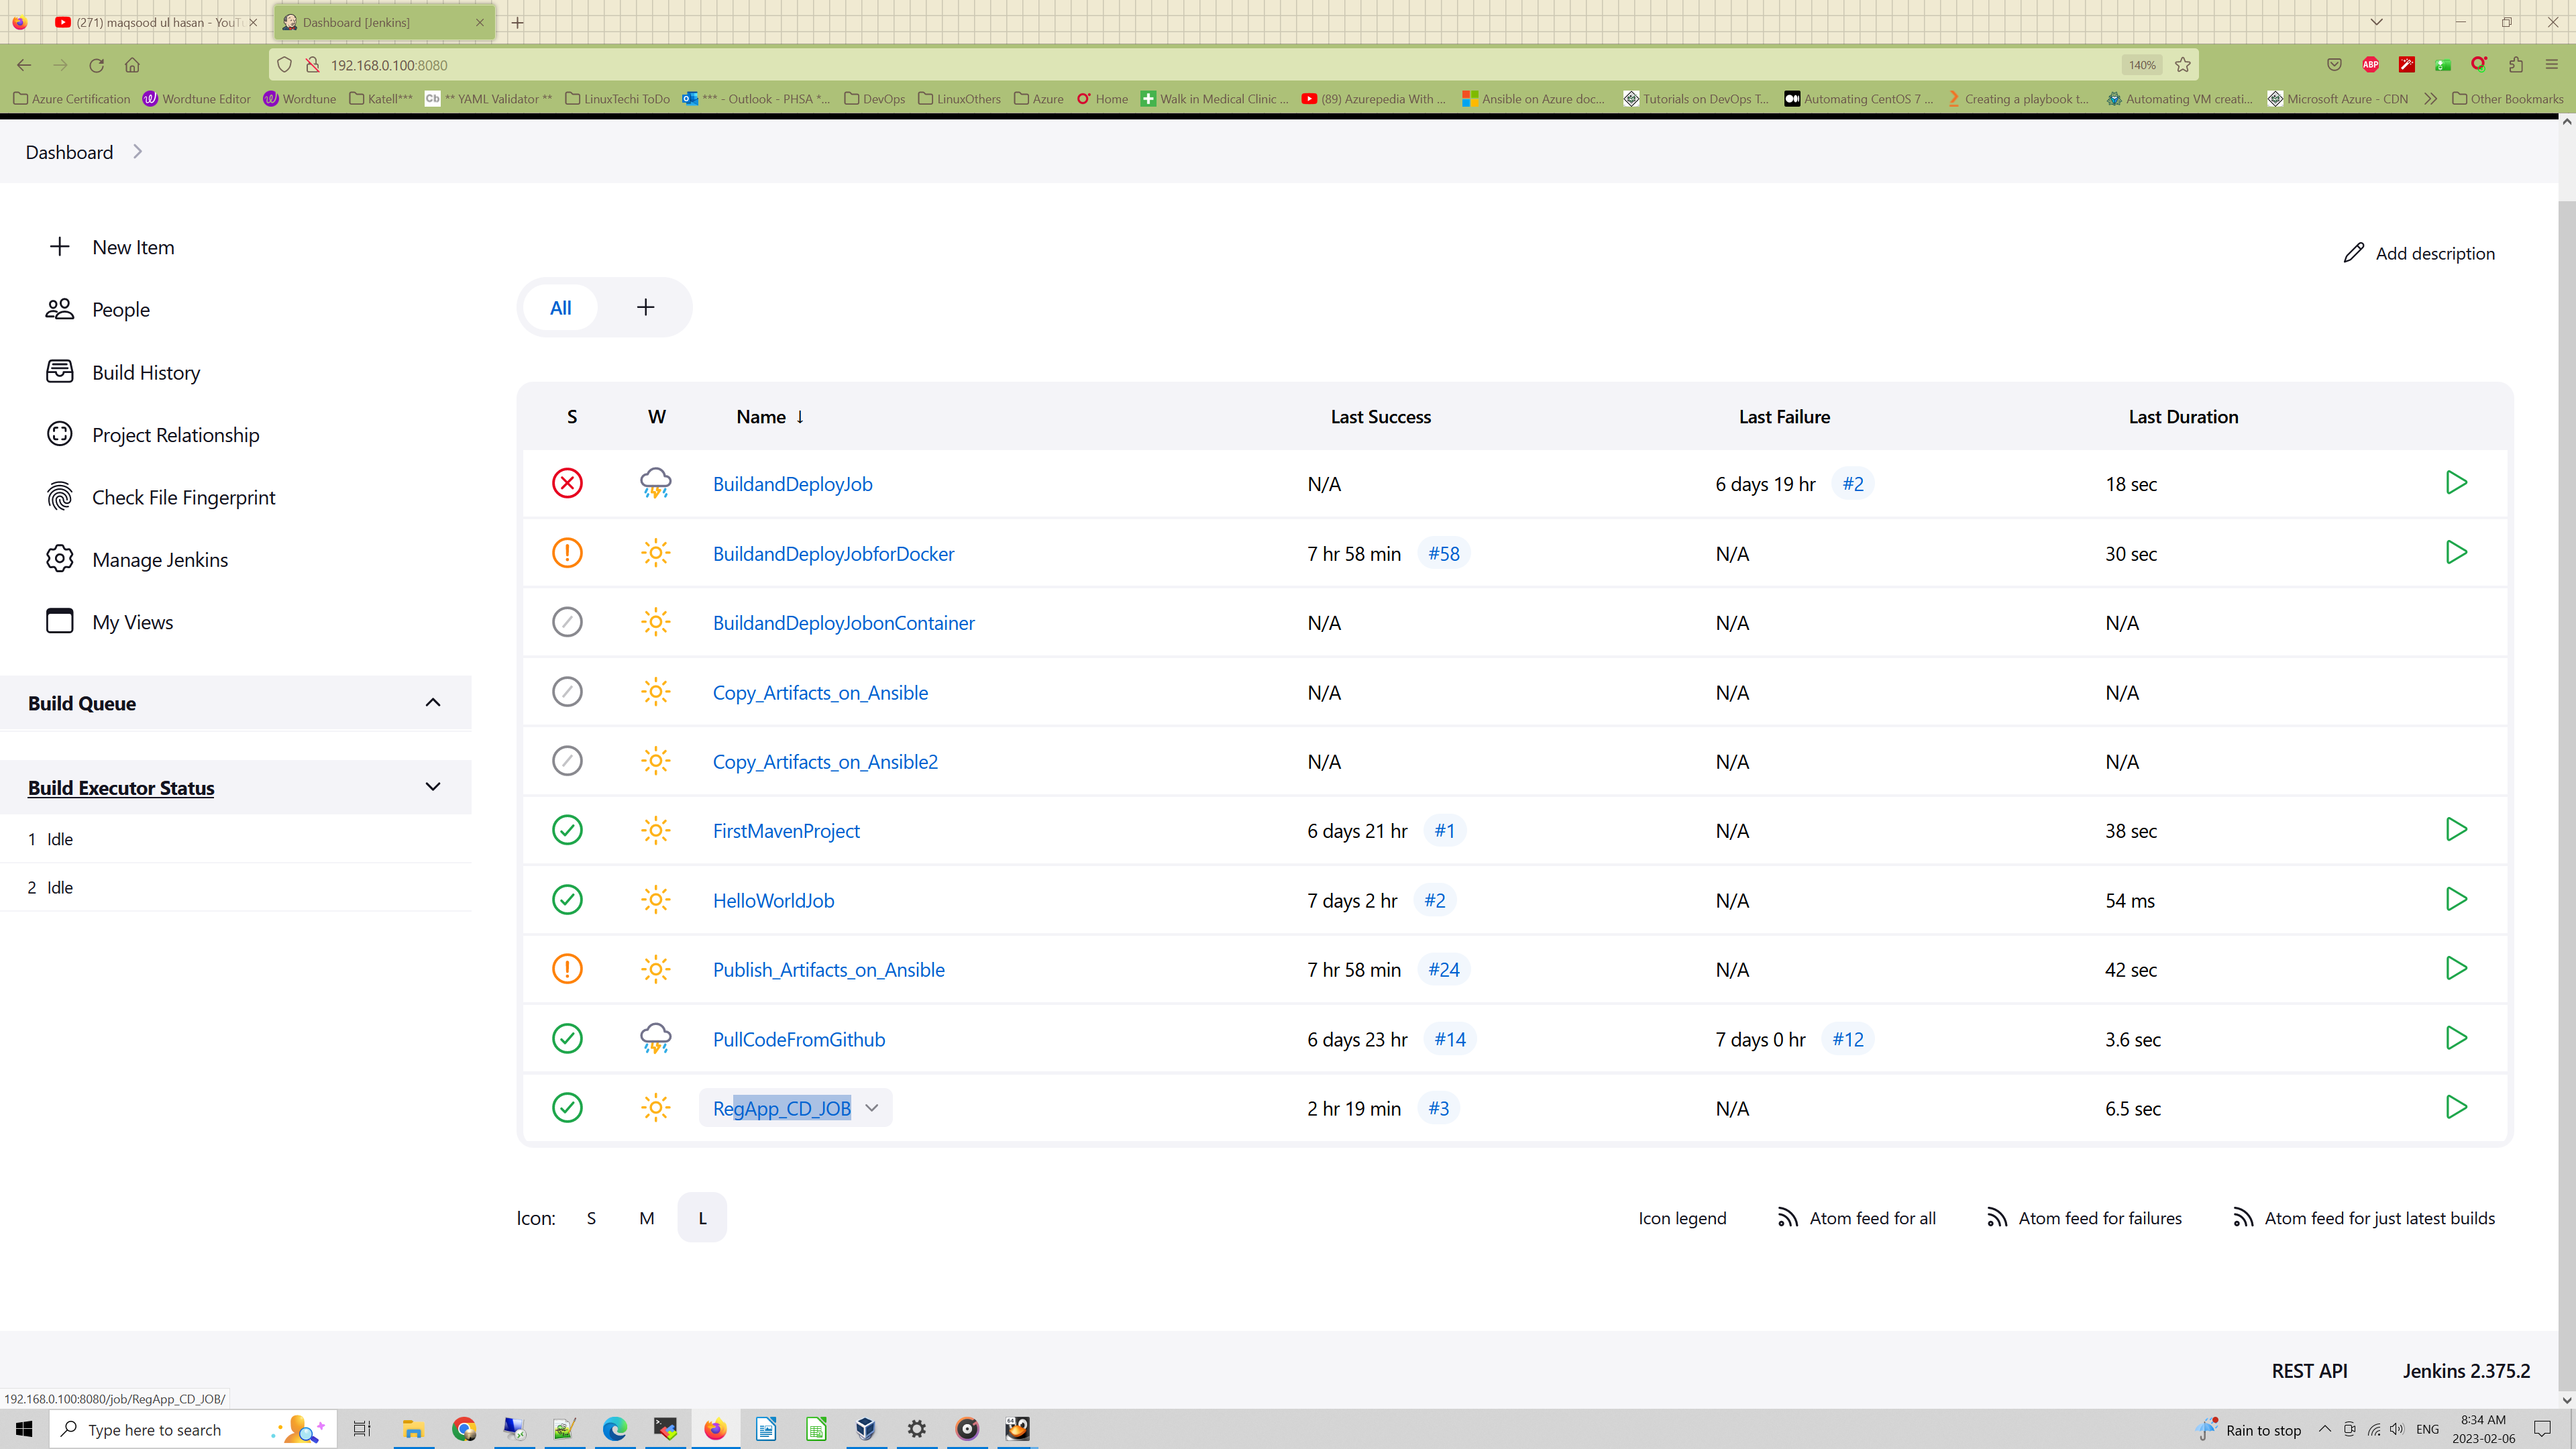 (271) maqsood ul hasan - YouTu
Dashboard [Jenkins]
192.168.0.100:8080
140%
Azure Certification
Wordtune Editor
Wordtune
Katell***
Cb
** YAML Validator **
LinuxTechi ToDo
*** - Outlook - PHSA *...
DevOps
LinuxOthers
Azure
Home
Walk in Medical Clinic ...
(89) Azurepedia With ...
Ansible on Azure doc...
Tutorials on DevOps T...
Automating CentOS 7 ...
Creating a playbook t...
Automating VM creati...
Microsoft Azure - CDN
Other Bookmarks
ABP
Dashboard
New Item
People
Build History
Project Relationship
Check File Fingerprint
Manage Jenkins
My Views
Build Queue
Build Executor Status
1 Idle
2 Idle
Add description
All
S W Name ↓ Last Success Last Failure Last Duration
BuildandDeployJob N/A 6 days 19 hr #2 18 sec
BuildandDeployJobforDocker 7 hr 58 min #58 N/A 30 sec
BuildandDeployJobonContainer N/A N/A N/A
Copy_Artifacts_on_Ansible N/A N/A N/A
Copy_Artifacts_on_Ansible2 N/A N/A N/A
FirstMavenProject 6 days 21 hr #1 N/A 38 sec
HelloWorldJob 7 days 2 hr #2 N/A 54 ms
Publish_Artifacts_on_Ansible 7 hr 58 min #24 N/A 42 sec
PullCodeFromGithub 6 days 23 hr #14 7 days 0 hr #12 3.6 sec
RegApp_CD_JOB 2 hr 19 min #3 N/A 6.5 sec
Icon: S M L
Icon legend
Atom feed for all
Atom feed for failures
Atom feed for just latest builds
REST API
Jenkins 2.375.2
192.168.0.100:8080/job/RegApp_CD_JOB/
Type here to search
Rain to stop
ENG
8:34 AM
2023-02-06